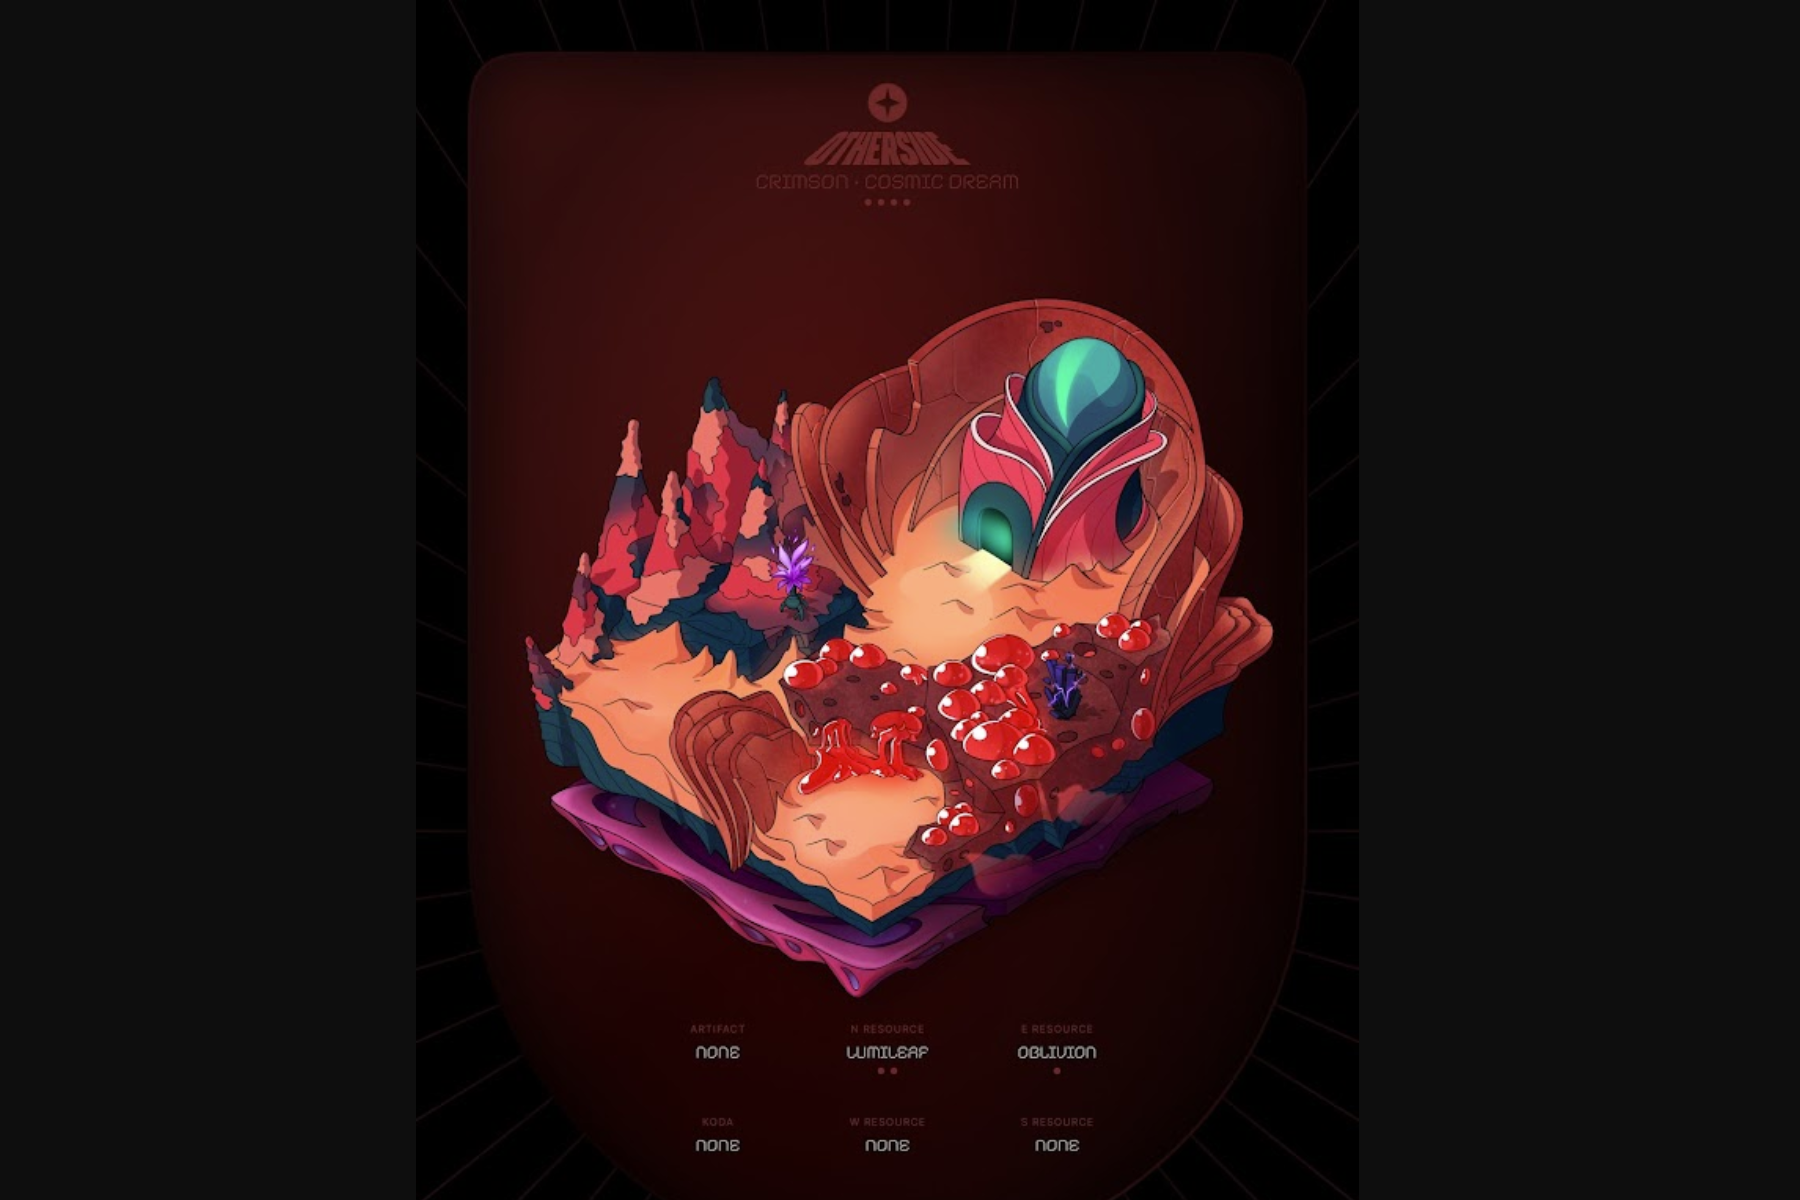 OTHERSIDE
CRIMSON · COSMIC DREAM
ARTIFACT
NONE
N RESOURCE
LUMILEAF
E RESOURCE
OBLIVION
KODA
NONE
W RESOURCE
NONE
S RESOURCE
NONE